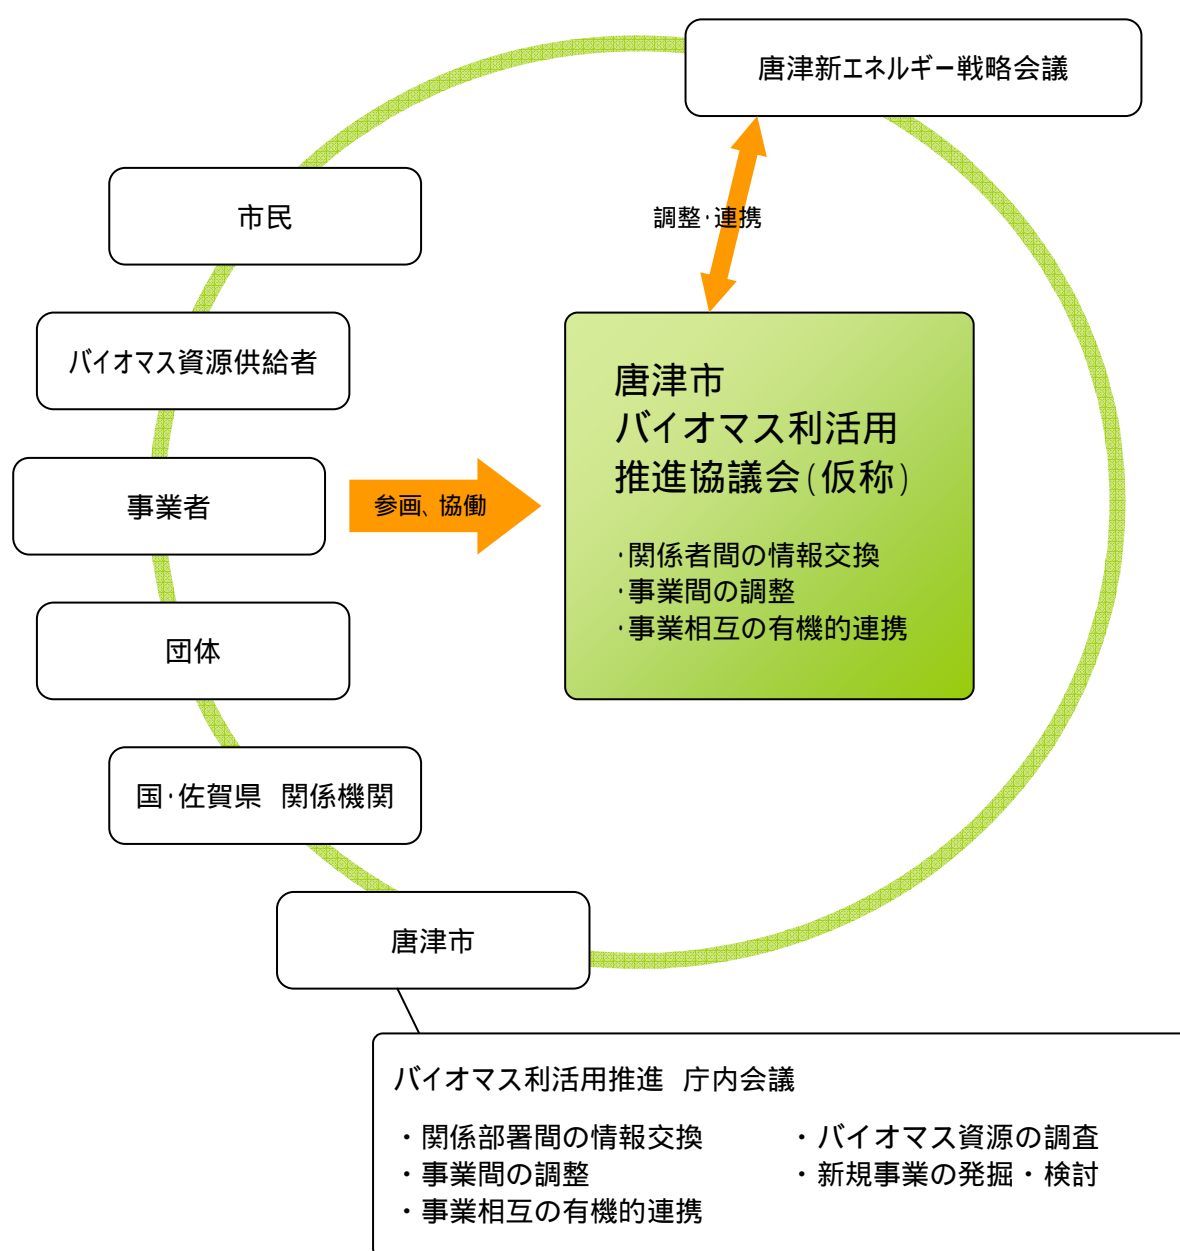 唐津新エネルギー戦略会議
市民
調整・連携
バイオマス資源供給者
唐津市
バイオマス利活用
推進協議会(仮称)
事業者
参画、協働
・関係者間の情報交換
・事業間の調整
・事業相互の有機的連携
団体
国・佐賀県　関係機関
唐津市
バイオマス利活用推進　庁内会議
・関係部署間の情報交換
・事業間の調整
・事業相互の有機的連携
・バイオマス資源の調査
・新規事業の発掘・検討